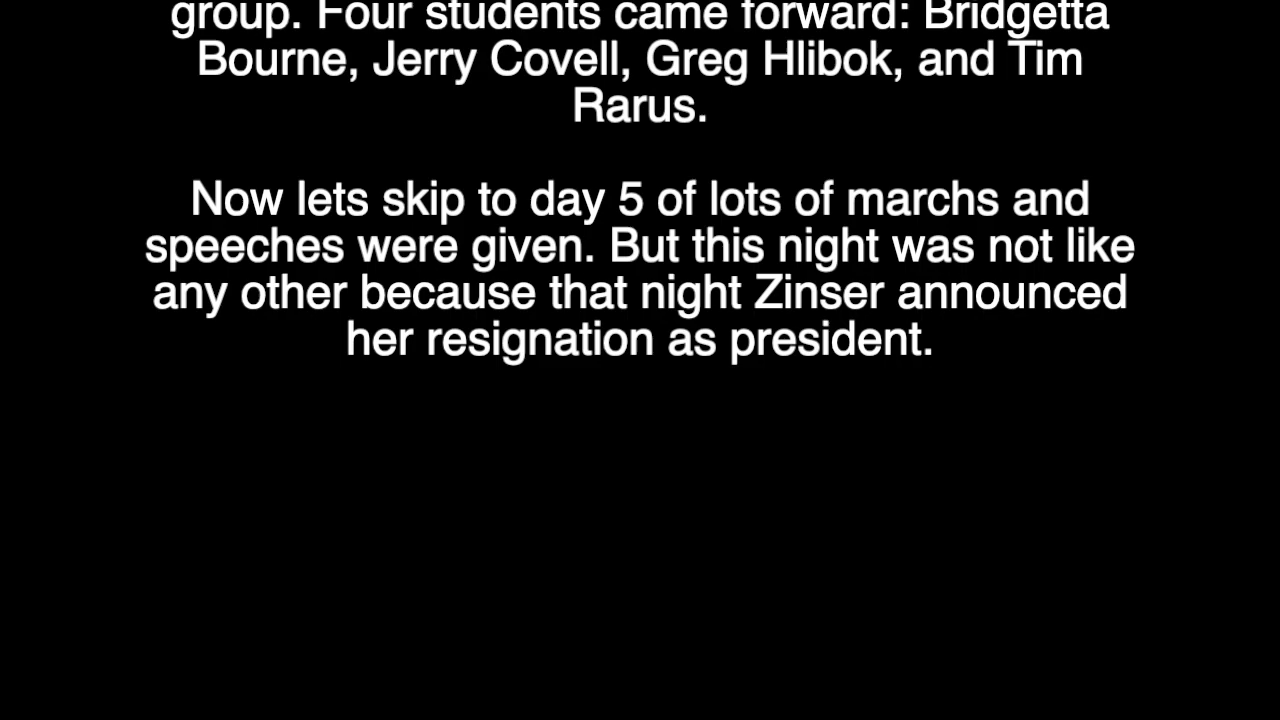 group. Four students came forward: Bridgetta
Bourne, Jerry Covell, Greg Hlibok, and Tim
Rarus.
Now lets skip to day 5 of lots of marchs and
speeches were given. But this night was not like
any other because that night Zinser announced
her resignation as president.